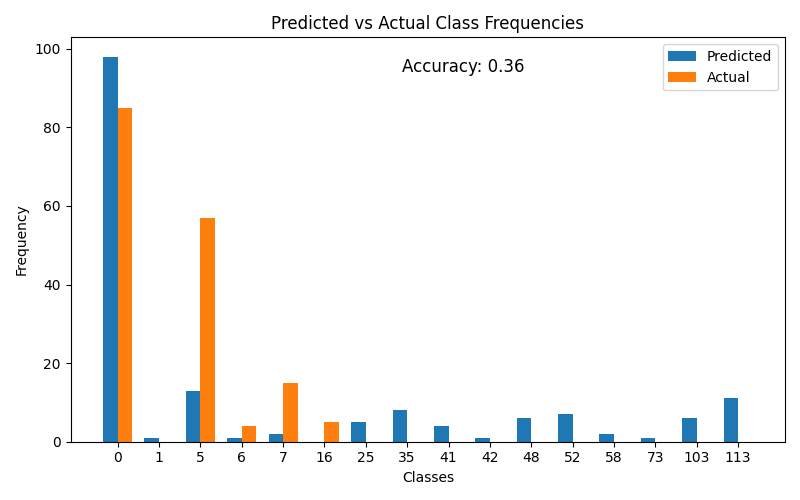 Predicted vs Actual Class Frequencies
Accuracy: 0.36
Predicted
Actual
Frequency
100
80
60
40
20
0
0 1 5 6 7 16 25 35 41 42 48 52 58 73 103 113
Classes